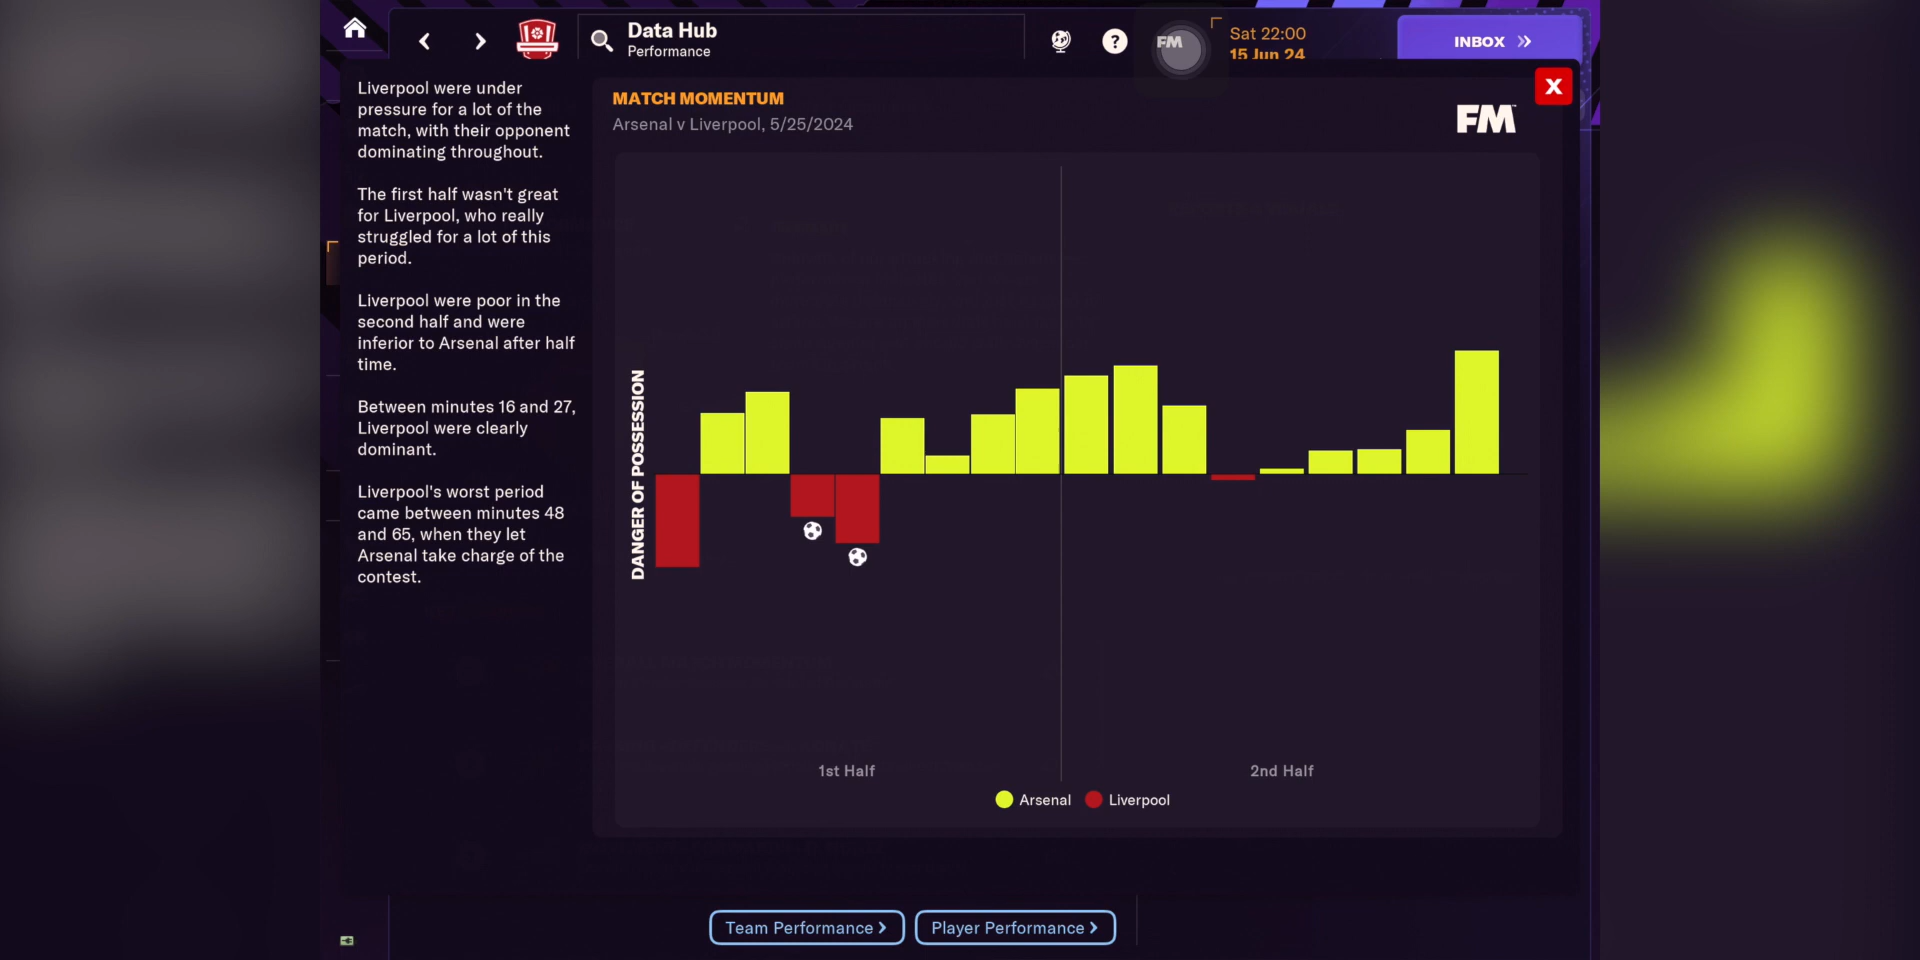 Data Hub
Performance
FM
Sat 22:00
15 Jun 24
INBOX
Liverpool were under
pressure for a lot of the
match, with their opponent
dominating throughout.
The first half wasn't great
for Liverpool, who really
struggled for a lot of this
period.
Liverpool were poor in the
second half and were
inferior to Arsenal after half
time.
Between minutes 16 and 27,
Liverpool were clearly
dominant.
Liverpool's worst period
came between minutes 48
and 65, when they let
Arsenal take charge of the
contest.
MATCH MOMENTUM
Arsenal v Liverpool, 5/25/2024
FM
DANGER OF POSSESSION
1st Half
2nd Half
Arsenal
Liverpool
Team Performance
Player Performance